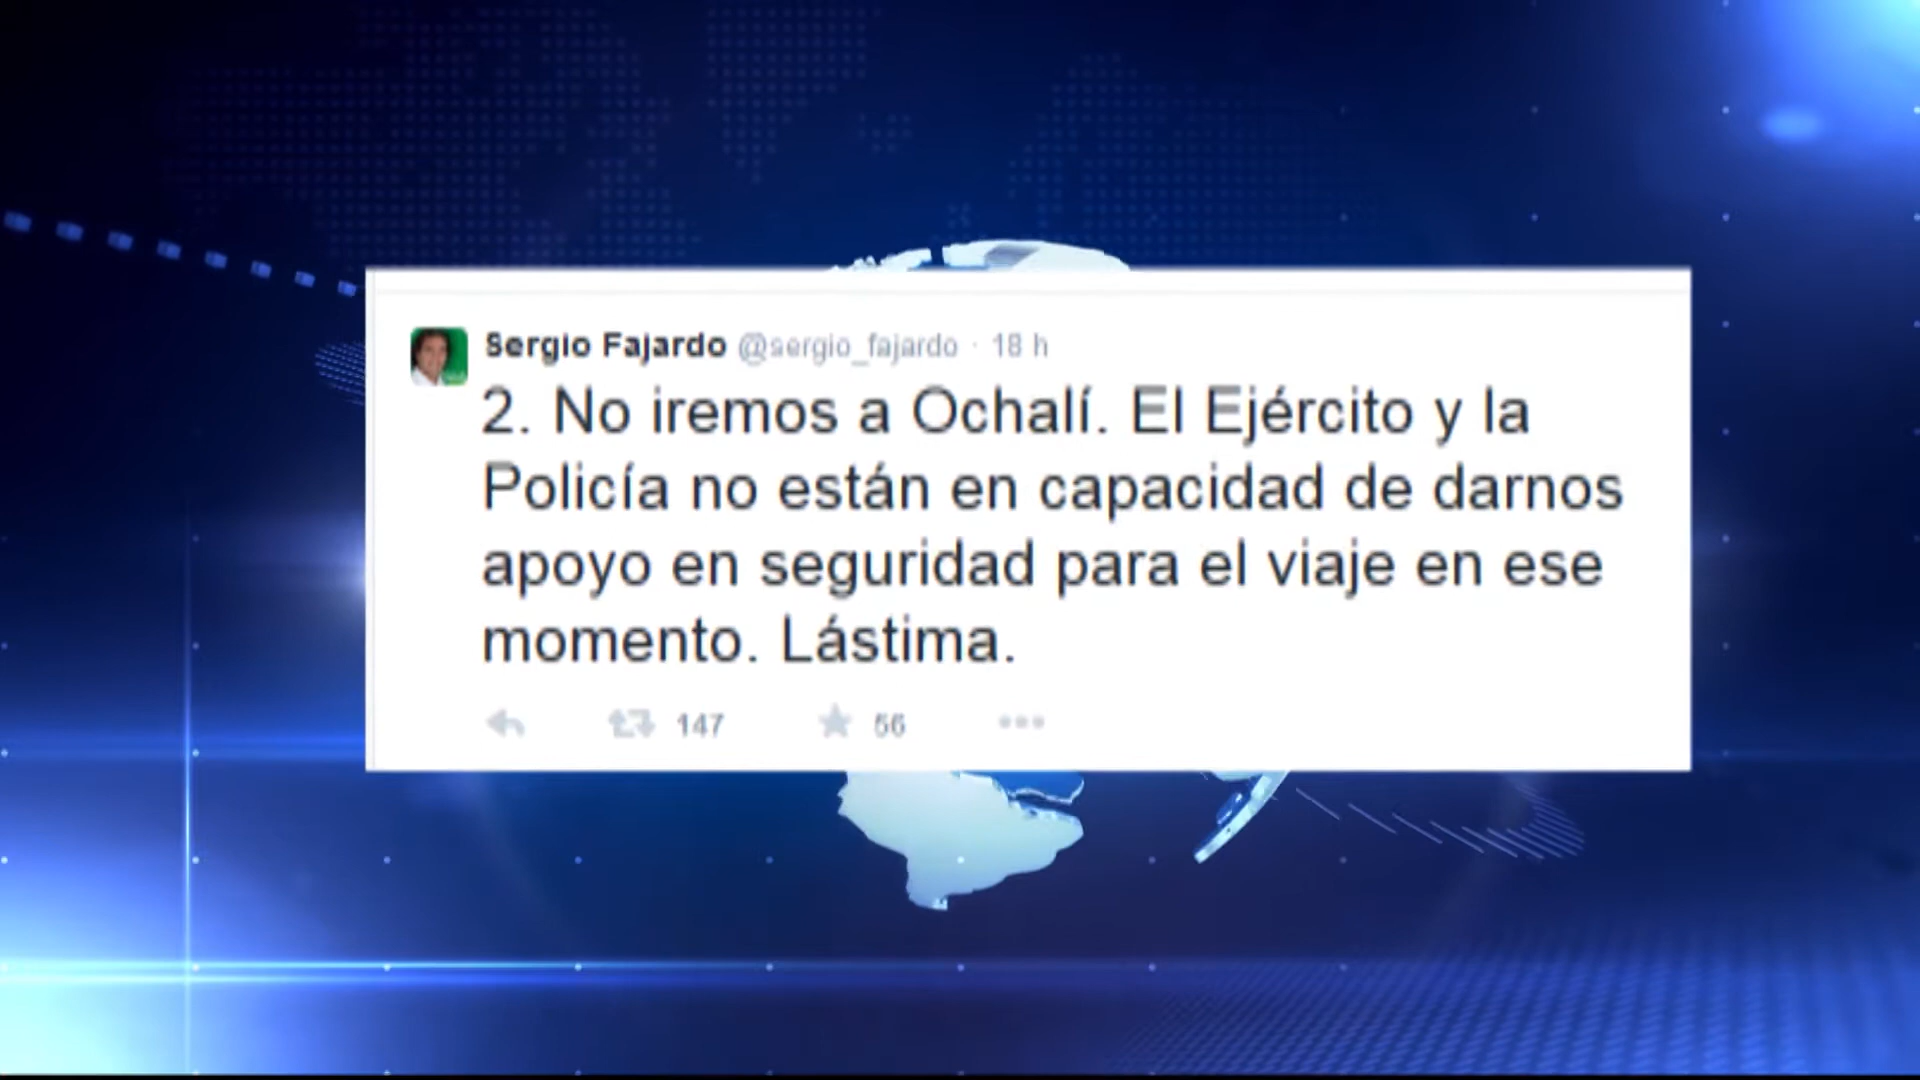 Sergio Fajardo @sergio_fajardo · 18 h
2. No iremos a Ochalí. El Ejército y la
Policía no están en capacidad de darnos
apoyo en seguridad para el viaje en ese
momento. Lástima.
147 56